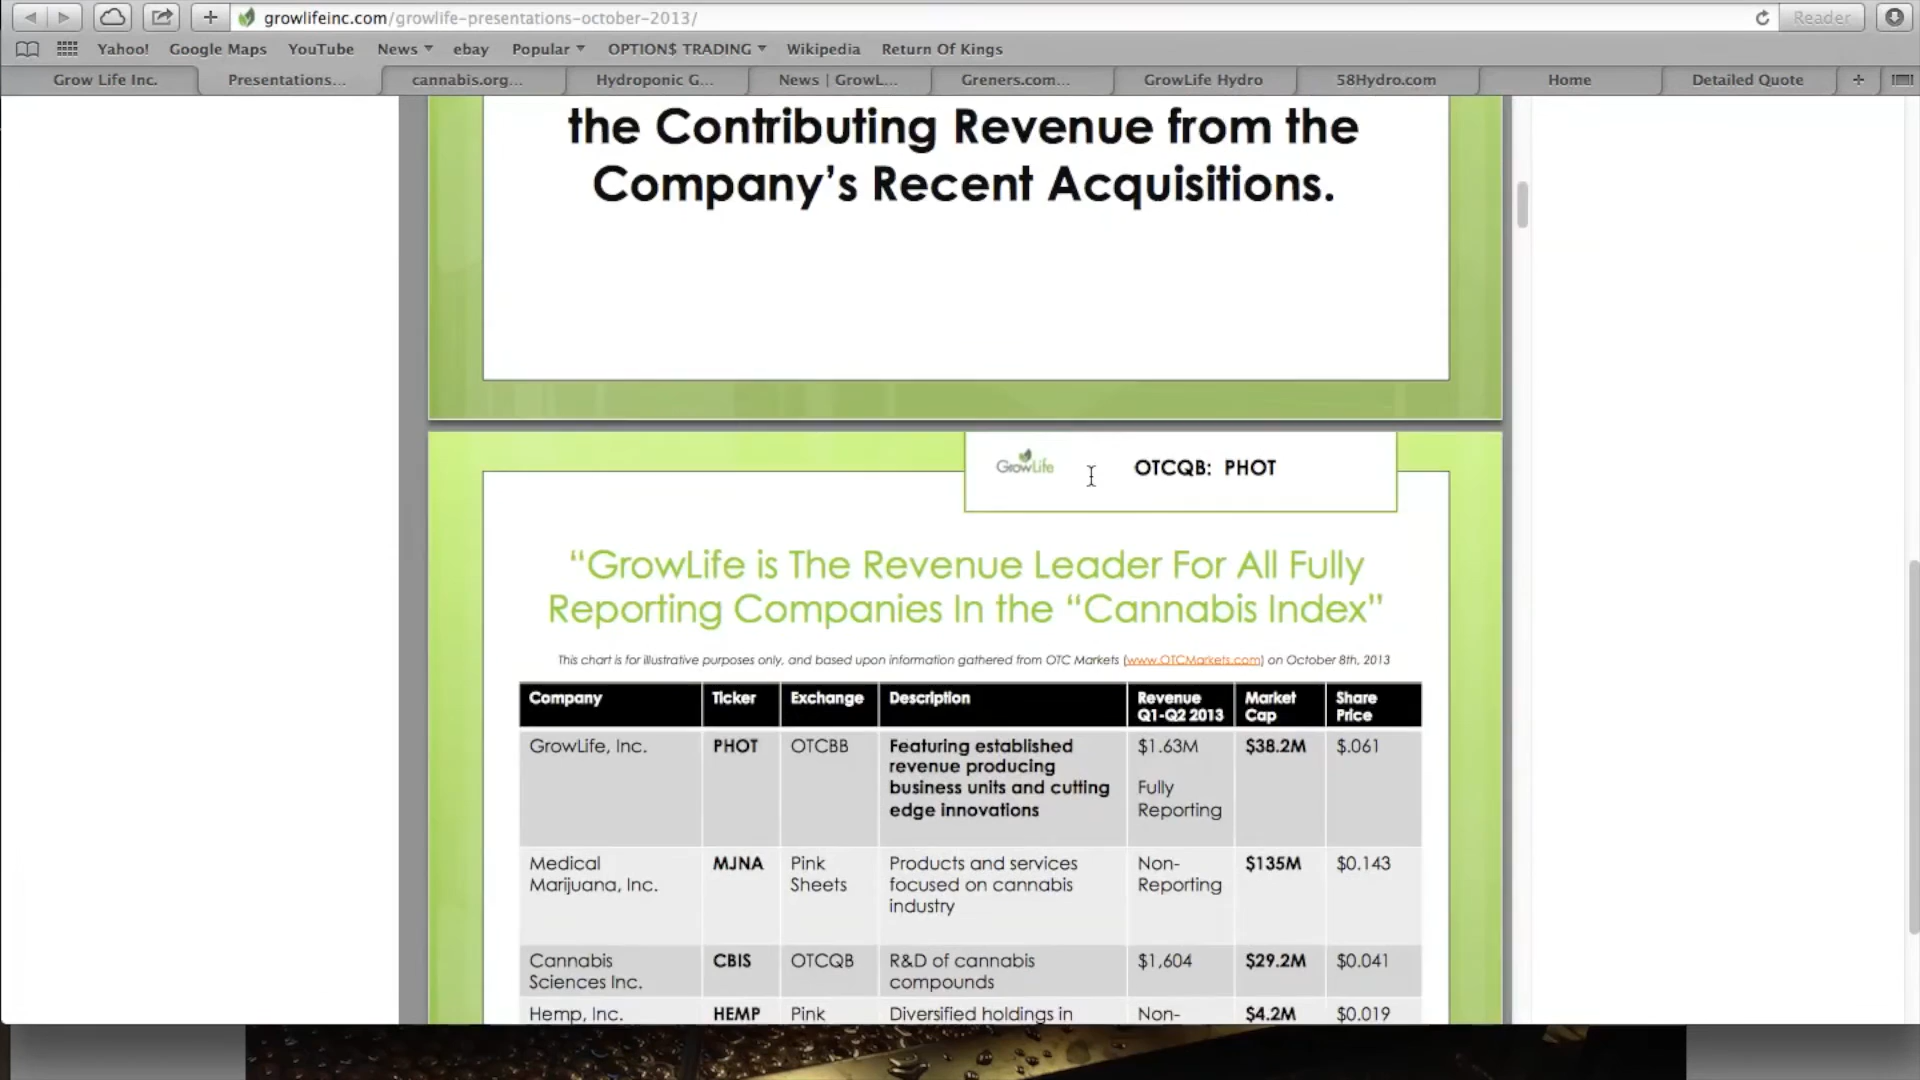 growlifeinc.com/growlife-presentations-october-2013/
Reader
Yahoo! Google Maps YouTube News ebay Popular OPTION$ TRADING Wikipedia Return Of Kings
Grow Life Inc. Presentations... cannabis.org... Hydroponic G... News | GrowL... Greners.com... GrowLife Hydro 58Hydro.com Home Detailed Quote
the Contributing Revenue from the
Company’s Recent Acquisitions.
GrowLife OTCQB: PHOT
“GrowLife is The Revenue Leader For All Fully
Reporting Companies In the “Cannabis Index”
This chart is for illustrative purposes only, and based upon information gathered from OTC Markets (www.OTCMarkets.com) on October 8th, 2013
Company Ticker Exchange Description Revenue Q1-Q2 2013 Market Cap Share Price
GrowLife, Inc. PHOT OTCBB Featuring established $1.63M $38.2M $.061
revenue producing
business units and cutting Fully
edge innovations Reporting
Medical MJNA Pink Products and services Non- $135M $0.143
Marijuana, Inc. Sheets focused on cannabis Reporting
industry
Cannabis CBIS OTCQB R&D of cannabis $1,604 $29.2M $0.041
Sciences Inc. compounds
Hemp, Inc. HEMP Pink Diversified holdings in Non- $4.2M $0.019